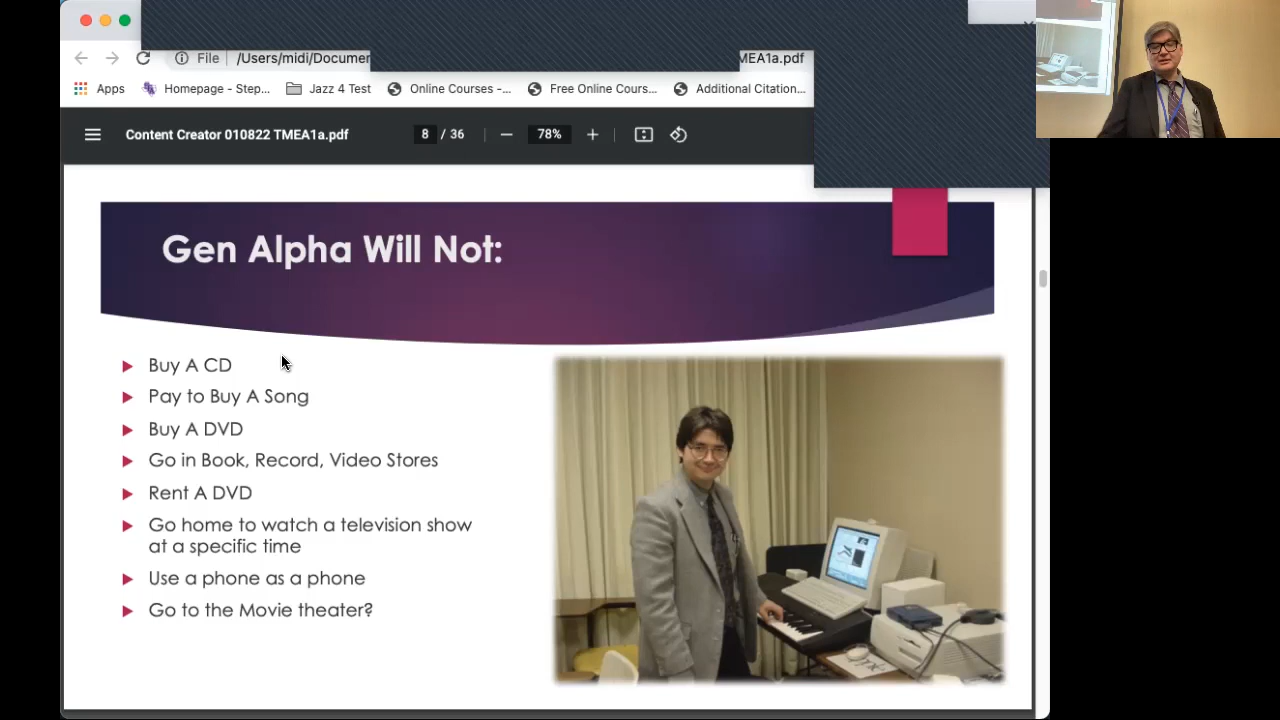 File | /Users/midi/Documen
MEA1a.pdf
Apps Homepage - Step... Jazz 4 Test Online Courses -... Free Online Cours... Additional Citation...
Content Creator 010822 TMEA1a.pdf 8 / 36 78%
Gen Alpha Will Not:
Buy A CD
Pay to Buy A Song
Buy A DVD
Go in Book, Record, Video Stores
Rent A DVD
Go home to watch a television show
at a specific time
Use a phone as a phone
Go to the Movie theater?